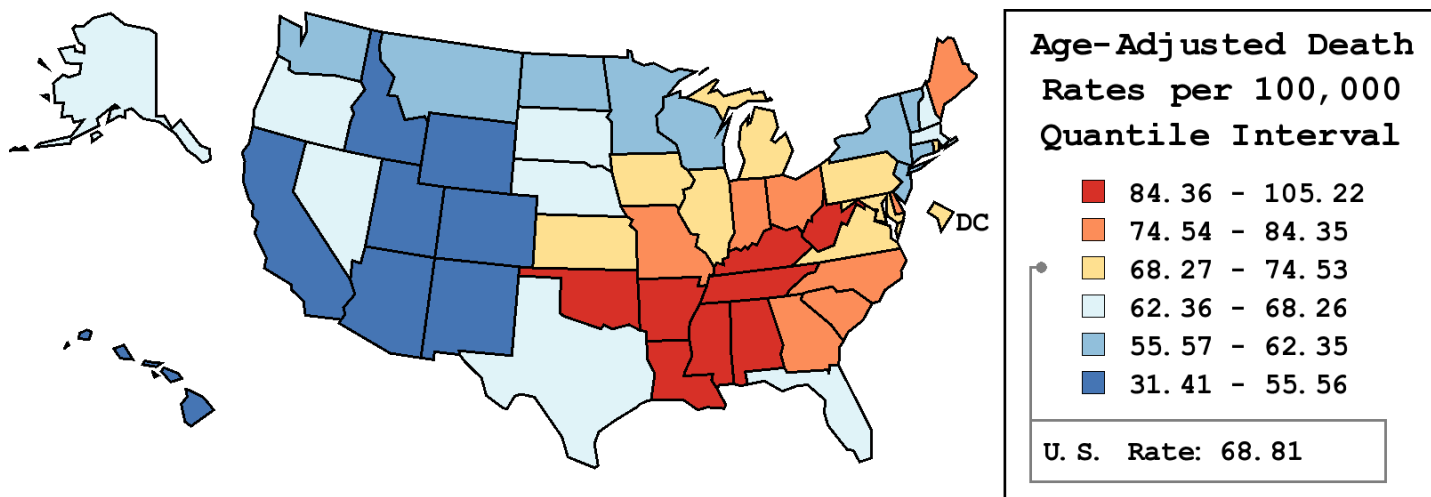 Age-Adjusted Death
Rates per 100,000
Quantile Interval
84.36 - 105.22
74.54 - 84.35
68.27 - 74.53
62.36 - 68.26
55.57 - 62.35
31.41 - 55.56
U.S. Rate: 68.81
DC